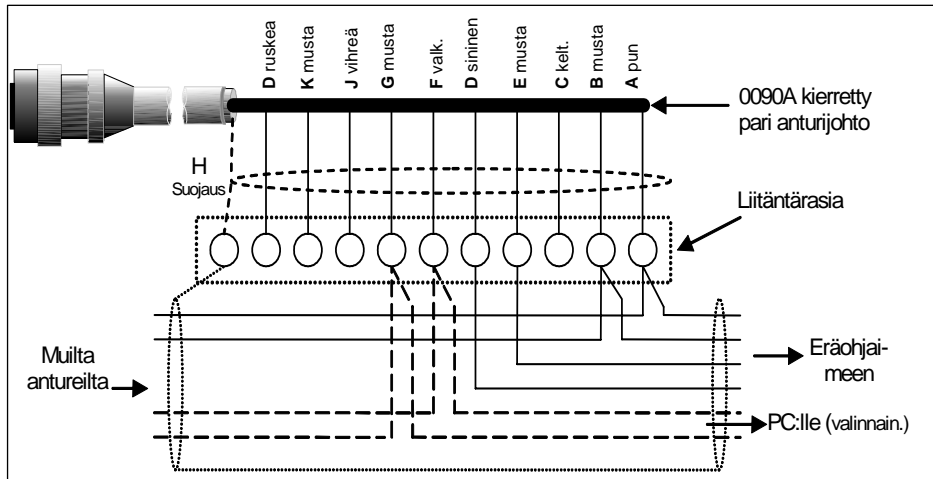 D ruskea
K musta
J vihreä
G musta
F valk.
D sininen
E musta
C kelt.
B musta
A pun
0090A kierretty
pari anturijohto
H
Suojaus
Liitäntärasia
Muilta
antureilta
Eräohjai-
meen
PC:lle (valinnain.)